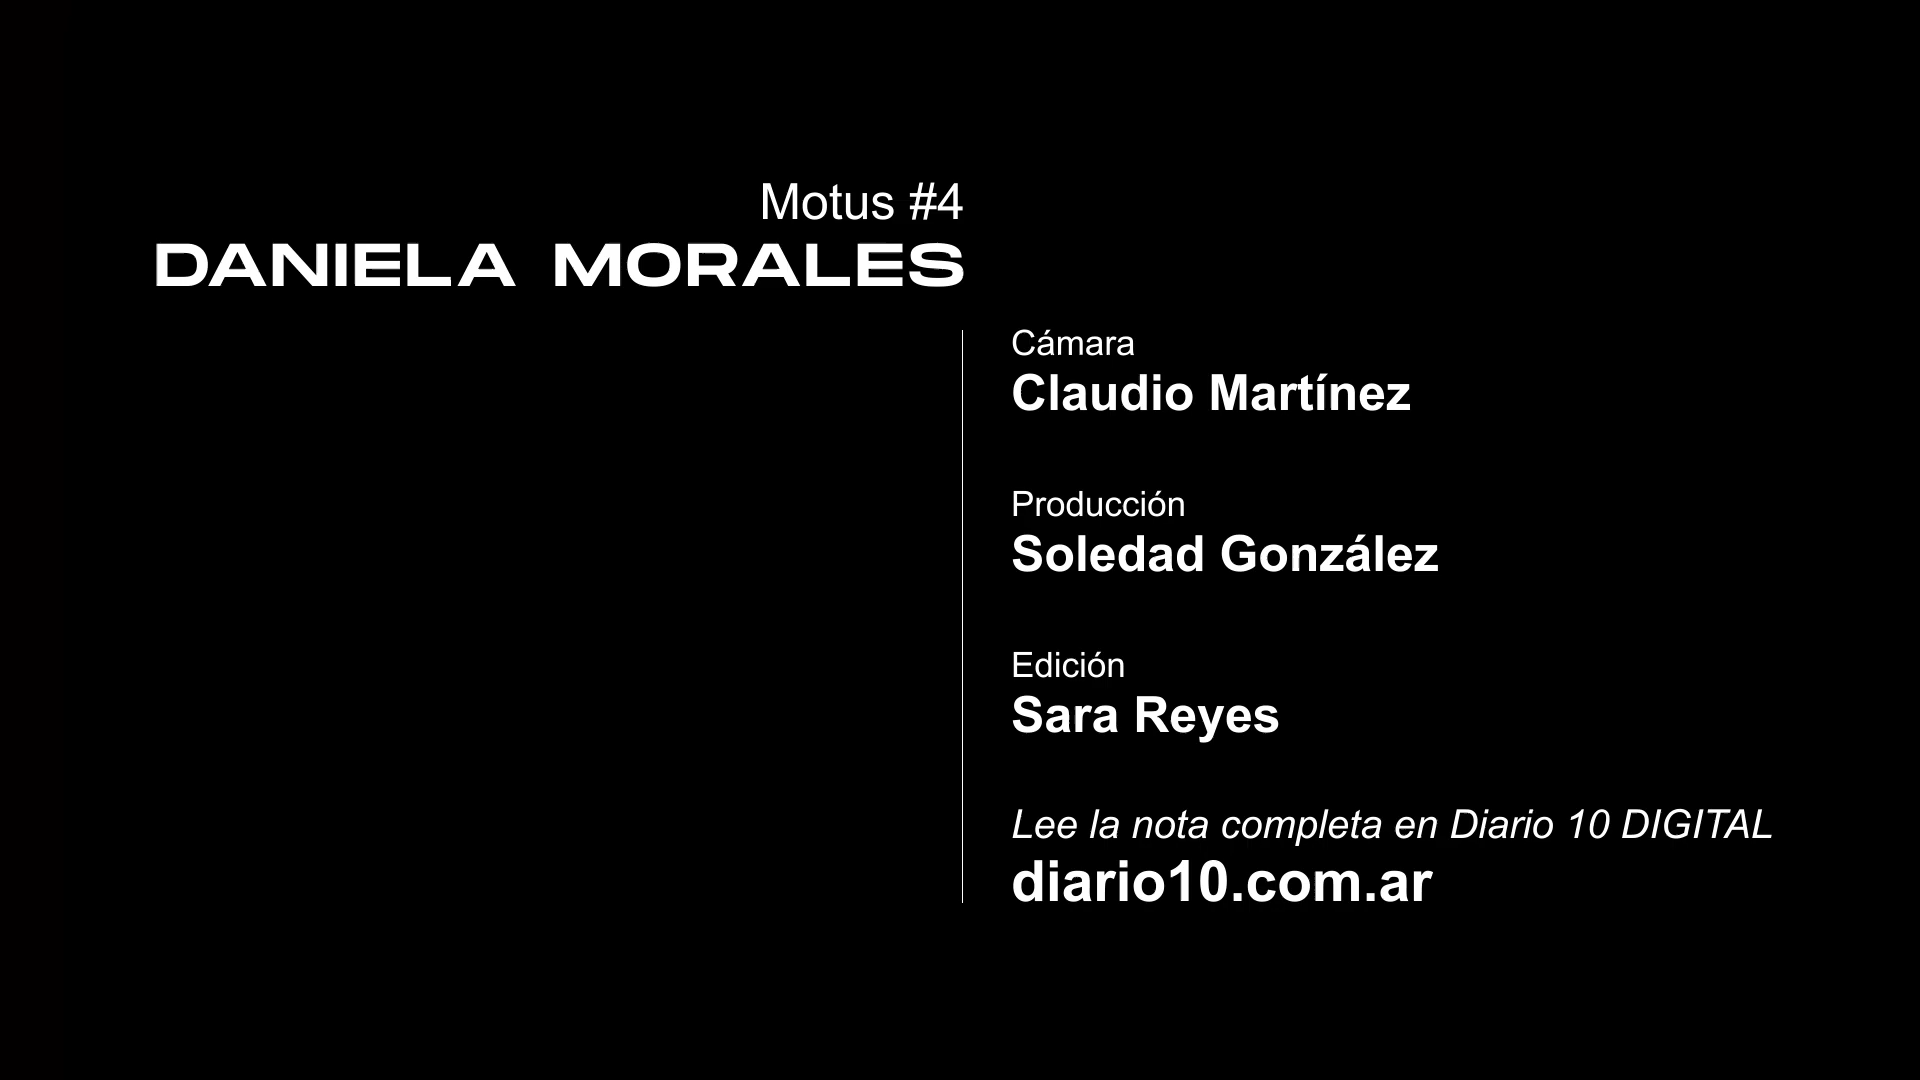 Motus #4
DANIELA MORALES
Cámara
Claudio Martínez
Producción
Soledad González
Edición
Sara Reyes
Lee la nota completa en Diario 10 DIGITAL
diario10.com.ar